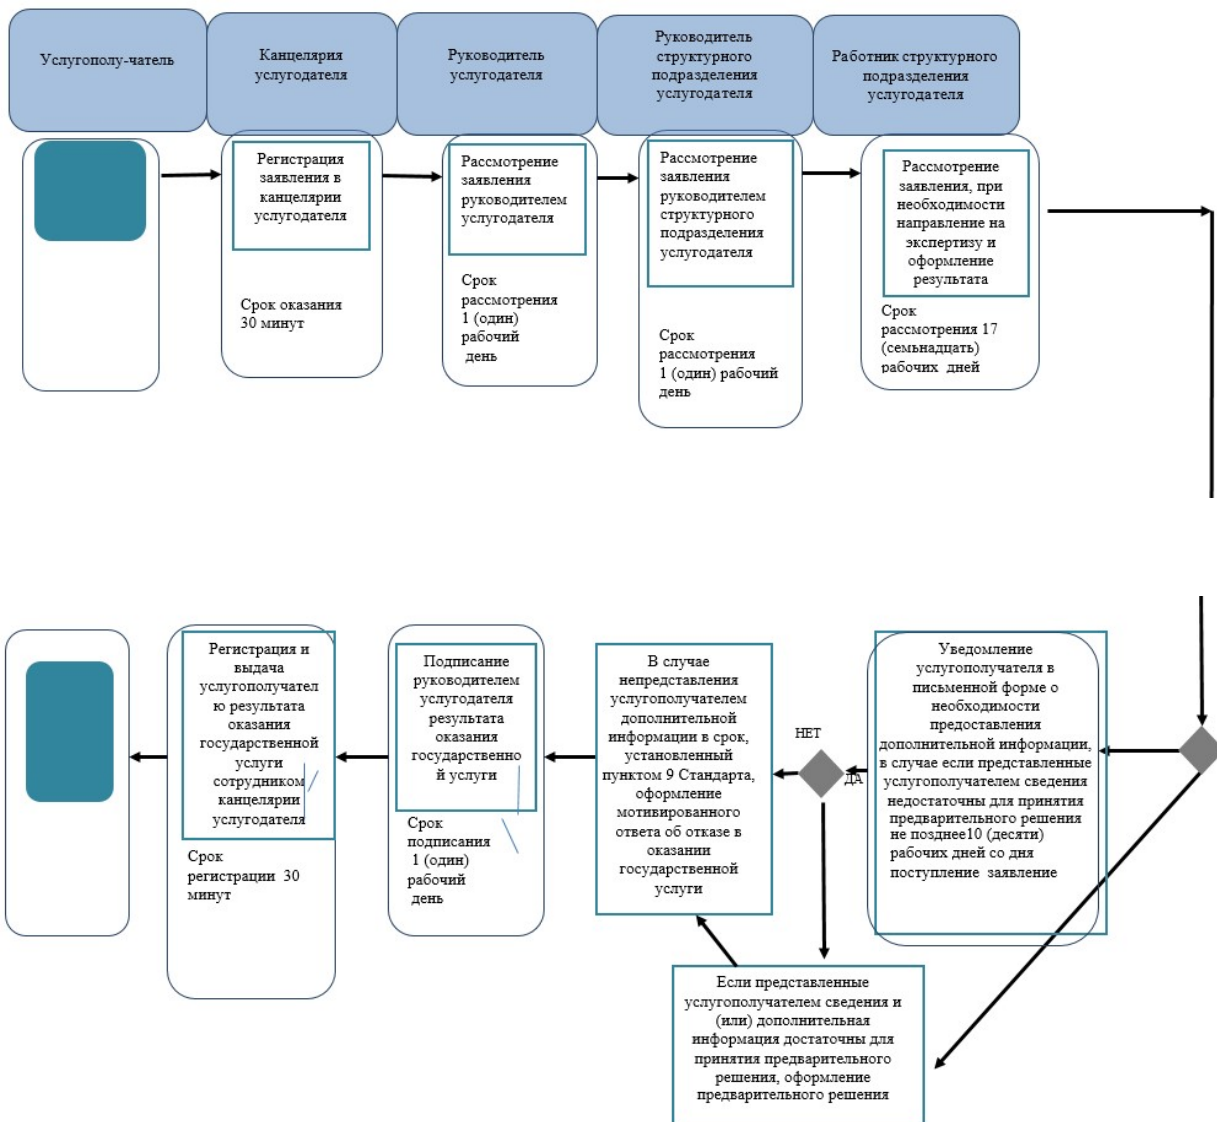 Услугополу-чатель
Канцелярия
услугодателя
Руководитель
услугодателя
Руководитель
структурного
подразделения
услугодателя
Работник структурного
подразделения
услугодателя
Регистрация
заявления в
канцелярии
услугодателя
Срок оказания
30 минут
Рассмотрение
заявления
руководителем
услугодателя
Срок
рассмотрения
1 (один)
рабочий
день
Рассмотрение
заявления
руководителем
структурного
подразделения
услугодателя
Срок
рассмотрения
1 (один) рабочий
день
Рассмотрение
заявления, при
необходимости
направление на
экспертизу и
оформление
результата
Срок
рассмотрения 17
(семьнадцать)
рабочих дней
Регистрация и
выдача
услугополучател
ю результата
оказания
государственной
услуги
сотрудником
канцелярии
услугодателя
Срок
регистрации 30
минут
Подписание
руководителем
услугодателя
результата
оказания
государственно
й услуги
Срок
подписания
1 (один)
рабочий
день
В случае
непредставления
услугополучателем
дополнительной
информации в срок,
установленный
пунктом 9 Стандарта,
оформление
мотивированного
ответа об отказе в
оказании
государственной
услуги
НЕТ
ДА
Уведомление
услугополучателя в
письменной форме о
необходимости
предоставления
дополнительной информации,
в случае если представленные
услугополучателем сведения
недостаточны для принятия
предварительного решения
не позднее10 (десяти)
рабочих дней со дня
поступление заявление
Если представленные
услугополучателем сведения и
(или) дополнительная
информация достаточны для
принятия предварительного
решения, оформление
предварительного решения